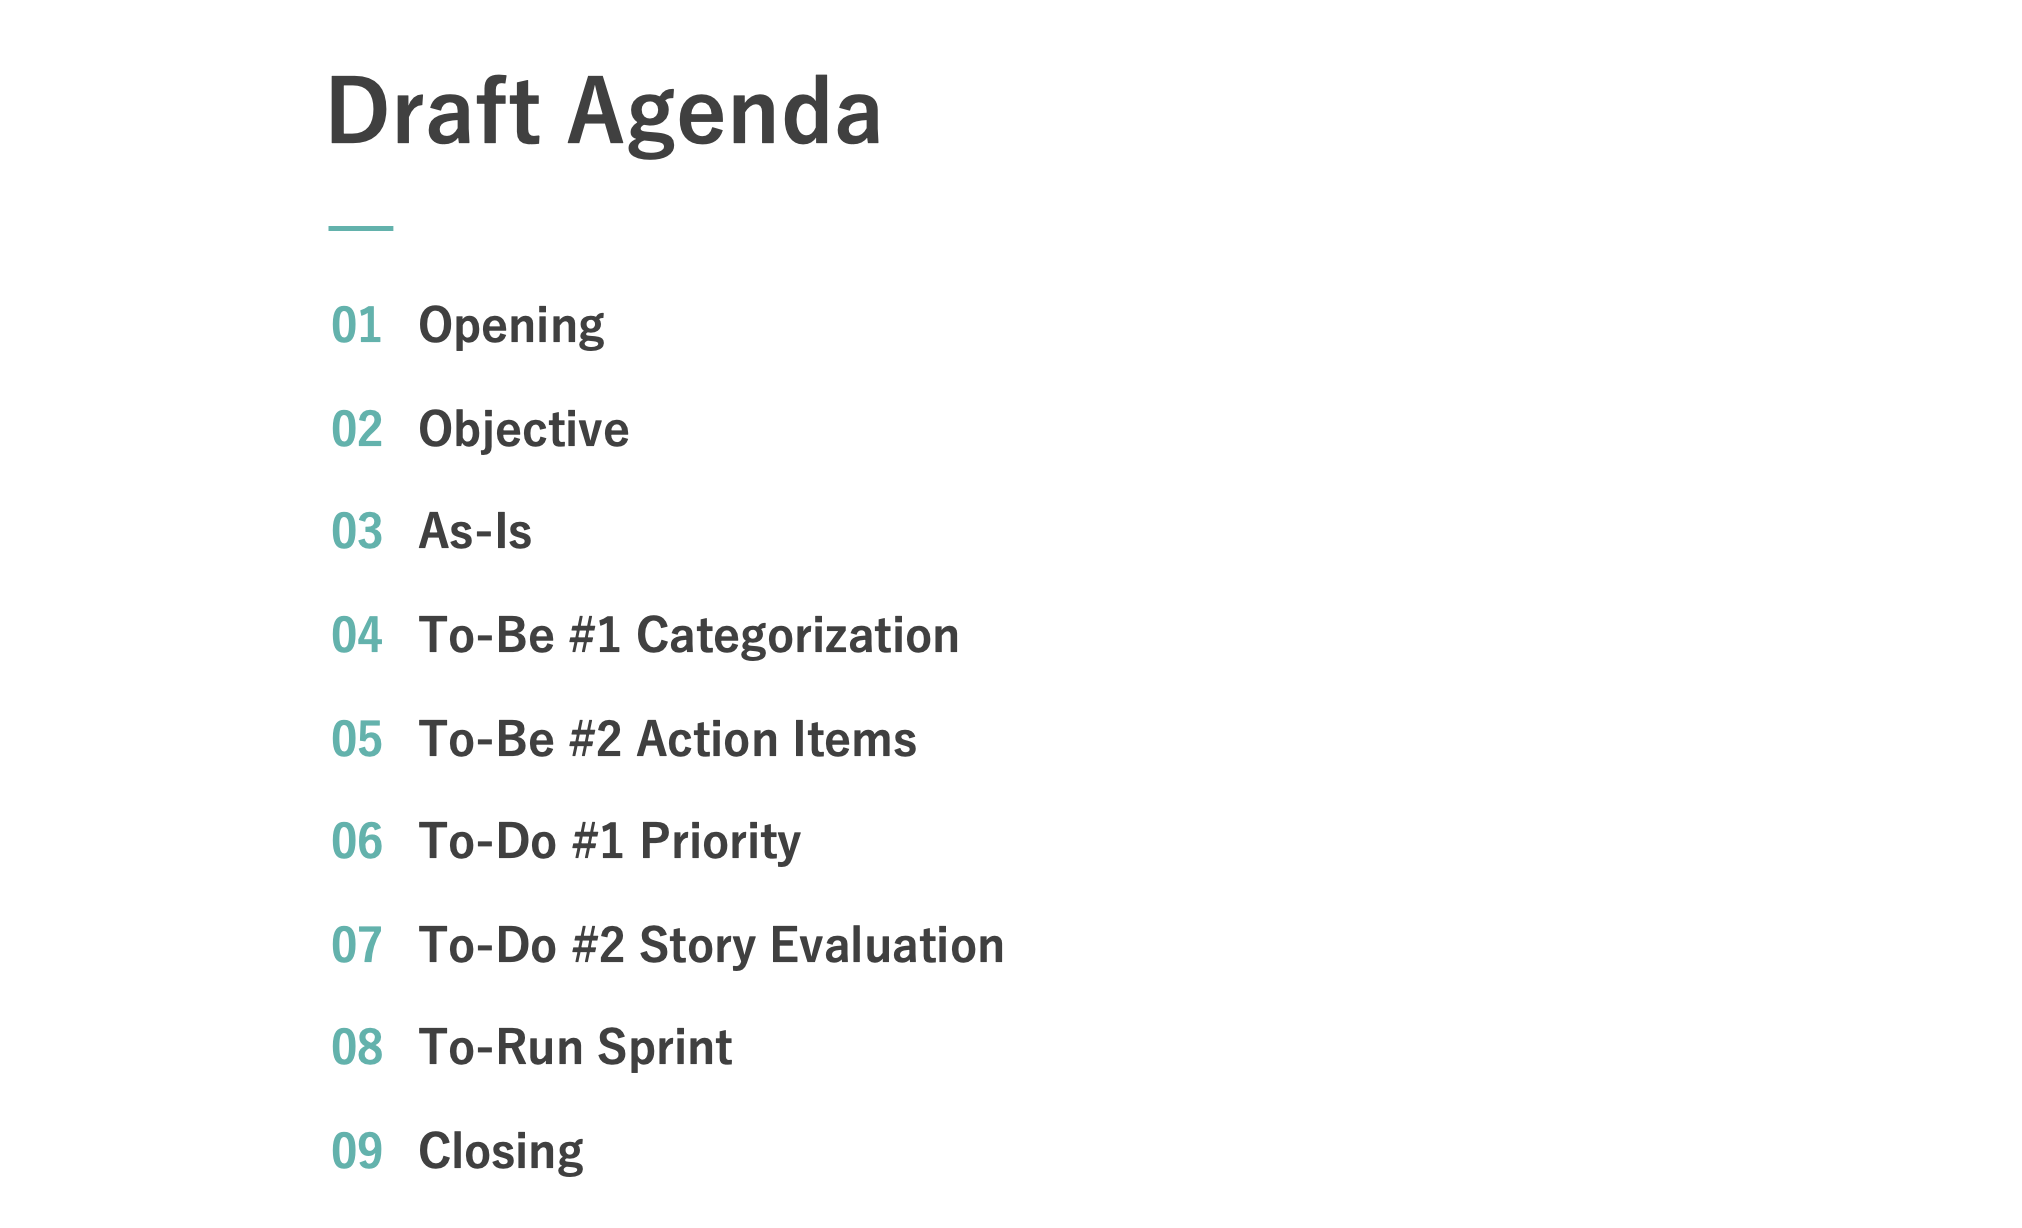 Draft Agenda
01 Opening
02 Objective
03 As-Is
04 To-Be #1 Categorization
05 To-Be #2 Action Items
06 To-Do #1 Priority
07 To-Do #2 Story Evaluation
08 To-Run Sprint
09 Closing